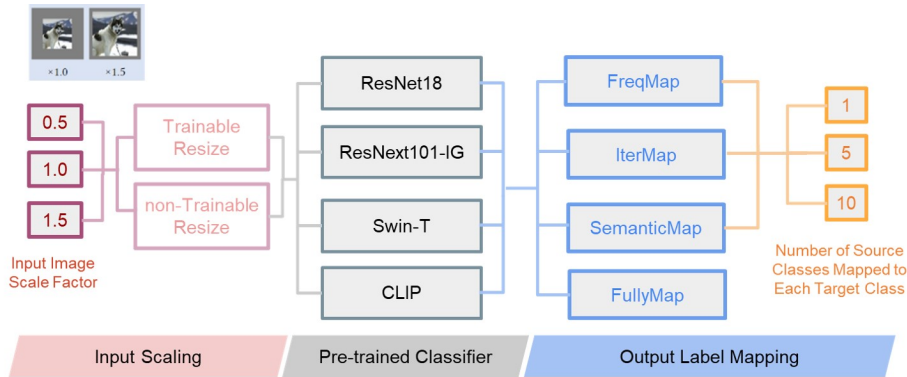 ×1.0
×1.5
0.5
1.0
1.5
Input Image
Scale Factor
Trainable
Resize
non-Trainable
Resize
ResNet18
ResNext101-IG
Swin-T
CLIP
FreqMap
IterMap
SemanticMap
FullyMap
1
5
10
Number of Source
Classes Mapped to
Each Target Class
Input Scaling
Pre-trained Classifier
Output Label Mapping